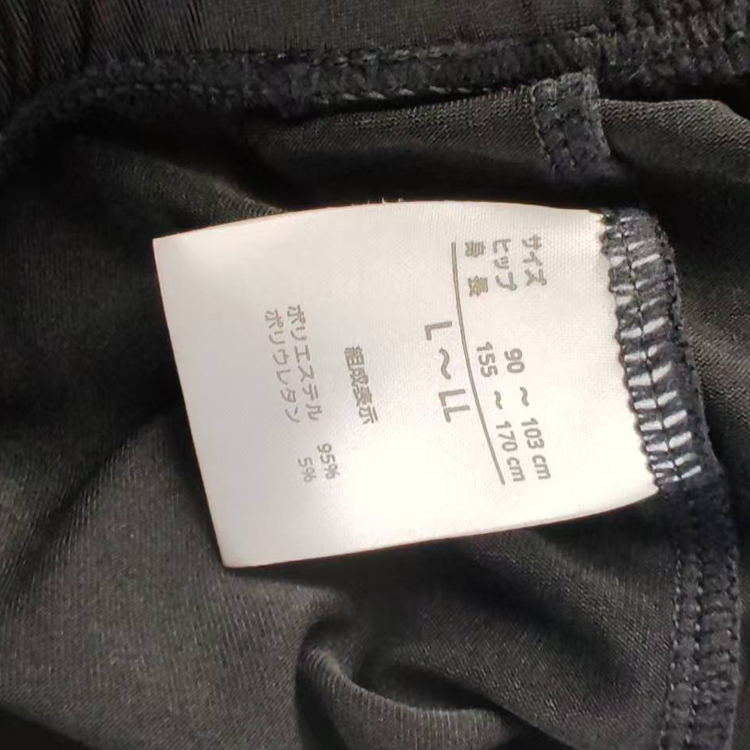 サイズ
ヒップ 90 ～ 103 cm
身長 155 ～ 170 cm
L～LL
組成表示
ポリエステル 95%
ポリウレタン 5%